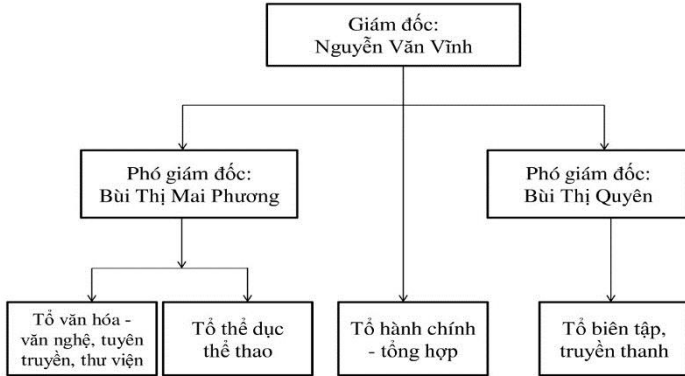 Giám đốc:
Nguyễn Văn Vĩnh
Phó giám đốc:
Bùi Thị Mai Phương
Phó giám đốc:
Bùi Thị Quyên
Tổ văn hóa -
văn nghệ, tuyên
truyền, thư viện
Tổ thể dục
thể thao
Tổ hành chính
- tổng hợp
Tổ biên tập,
truyền thanh